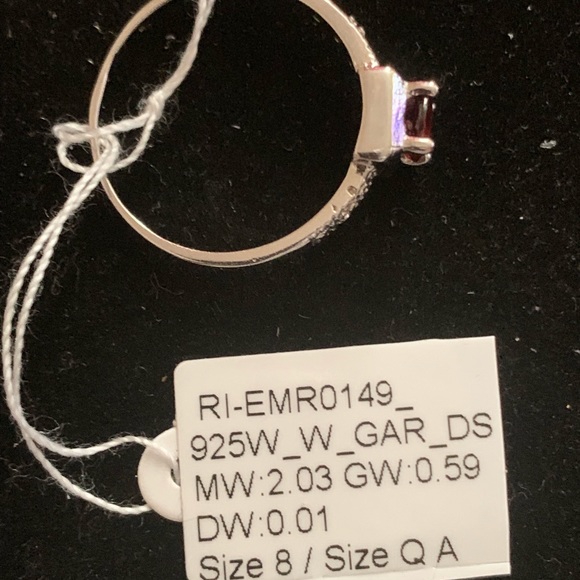 RI-EMR0149_
925W_W_GAR_DS
MW:2.03 GW:0.59
DW:0.01
Size 8 / Size Q A